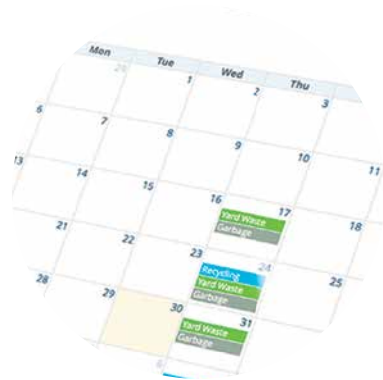 Mon Tue Wed Thu
1 2 3
6 7 8 9 10 11
13 14 15 16 17 18
Yard Waste
Garbage
21 22 23 24 25
Recycling
Yard Waste
Garbage
28 29 30 31
Yard Waste
Garbage